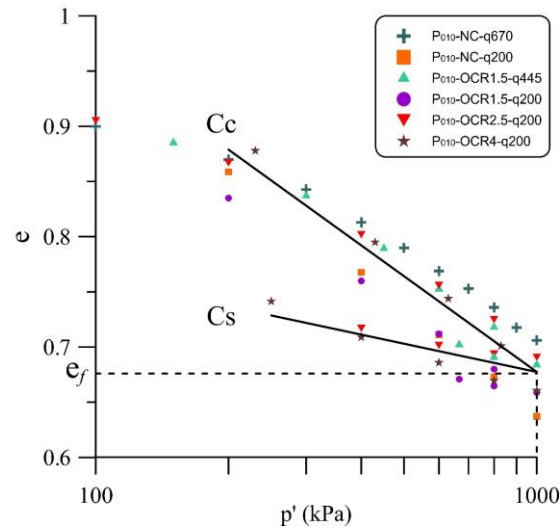 1
0.9
0.8
0.7
0.6
e
e_f
Cc
Cs
P010-NC-q670
P010-NC-q200
P010-OCR1.5-q445
P010-OCR1.5-q200
P010-OCR2.5-q200
P010-OCR4-q200
100
1000
p' (kPa)